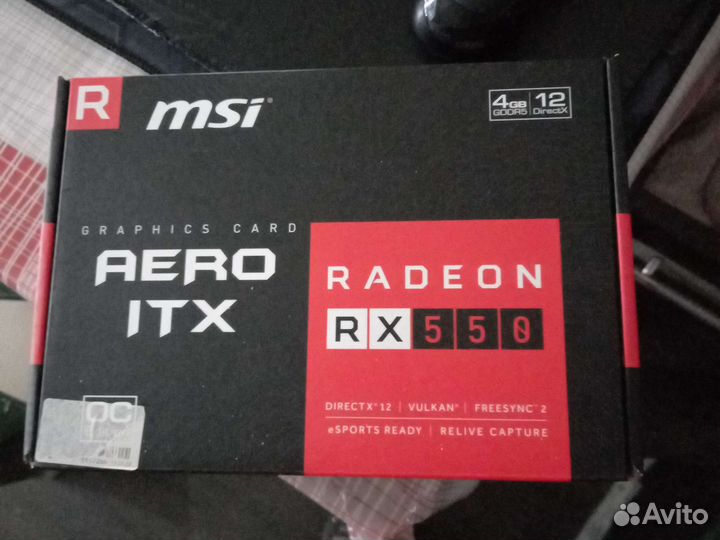 R
msi
4GB
GDDR5
12
DirectX
GRAPHICS CARD
AERO
ITX
RADEON
RX 550
DIRECTX® 12 | VULKAN® | FREESYNC™ 2
eSPORTS READY | RELIVE CAPTURE
OC
Avito